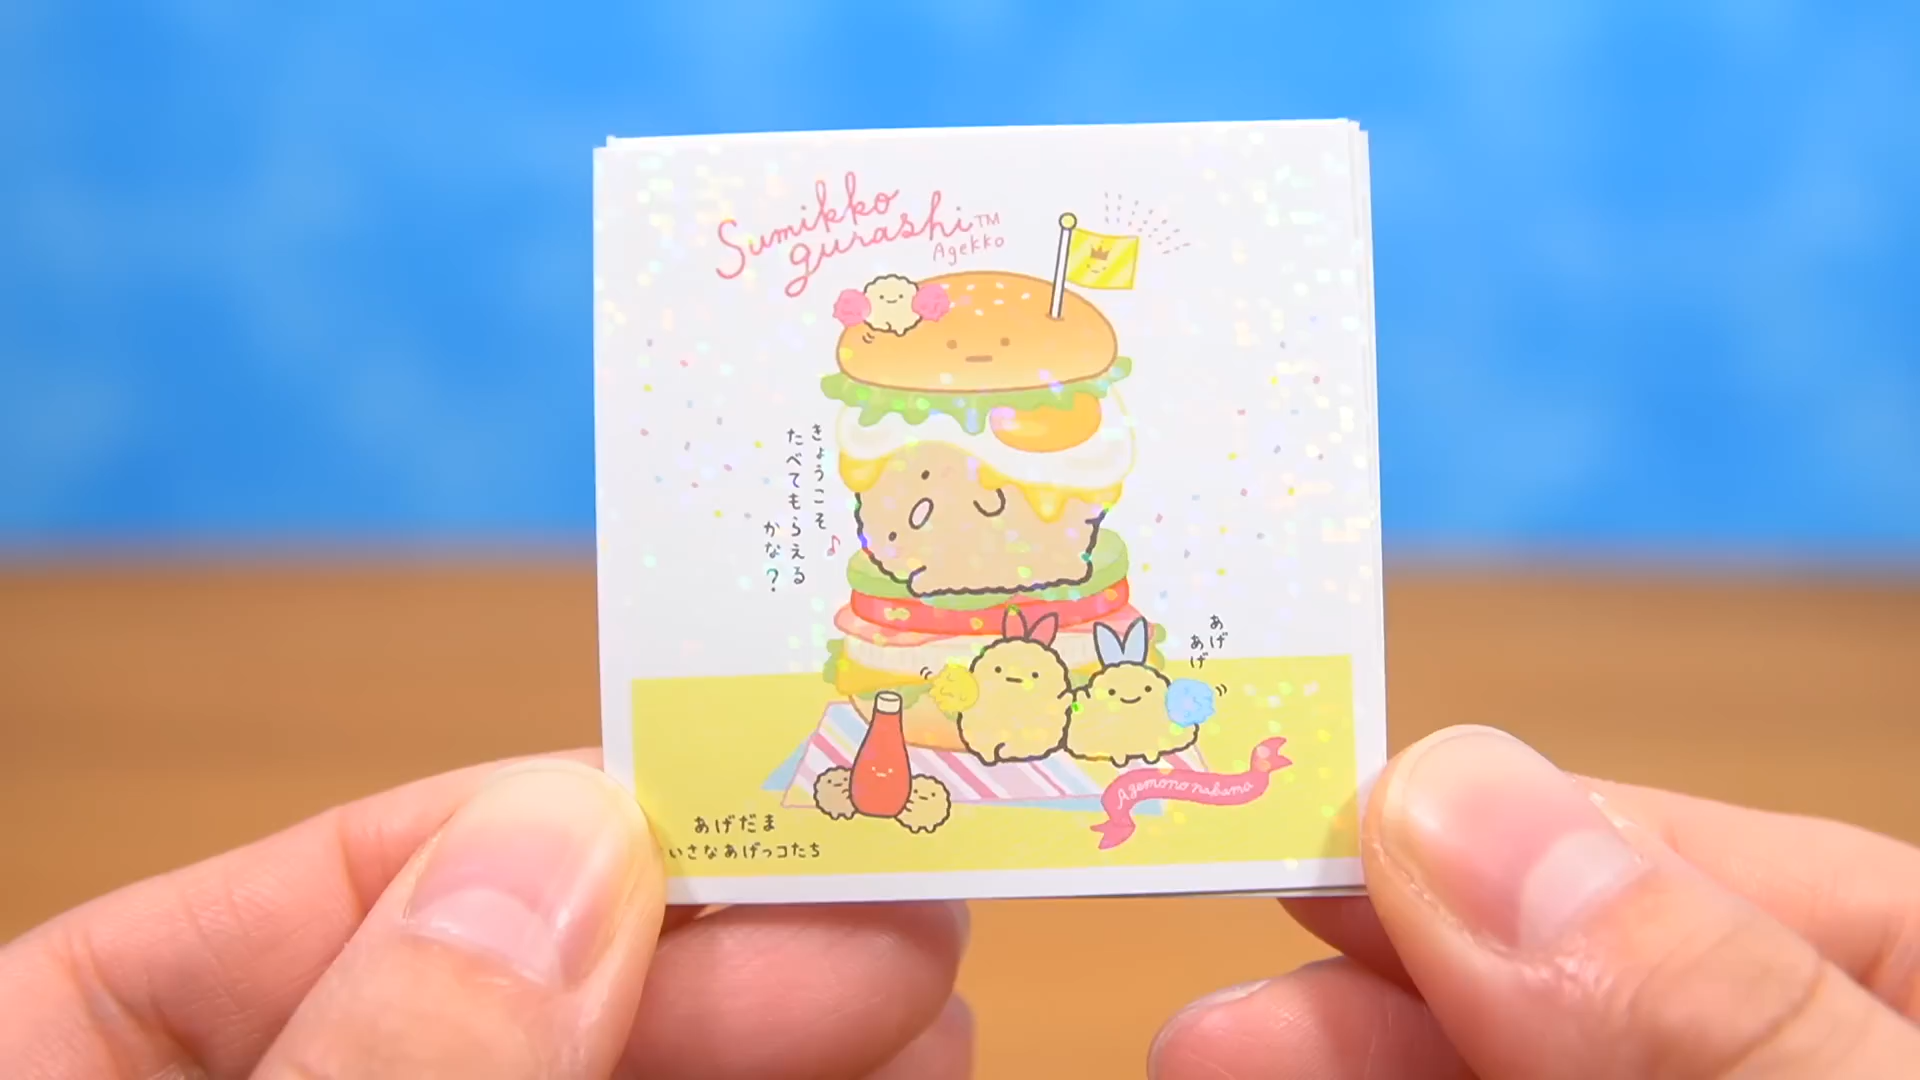 Sumikko
gurashi™
Agekko
きょうこそ♪
たべてもらえる
かな?
あげ
あげ
Agemono nakama
あげだま
いさなあげっコたち